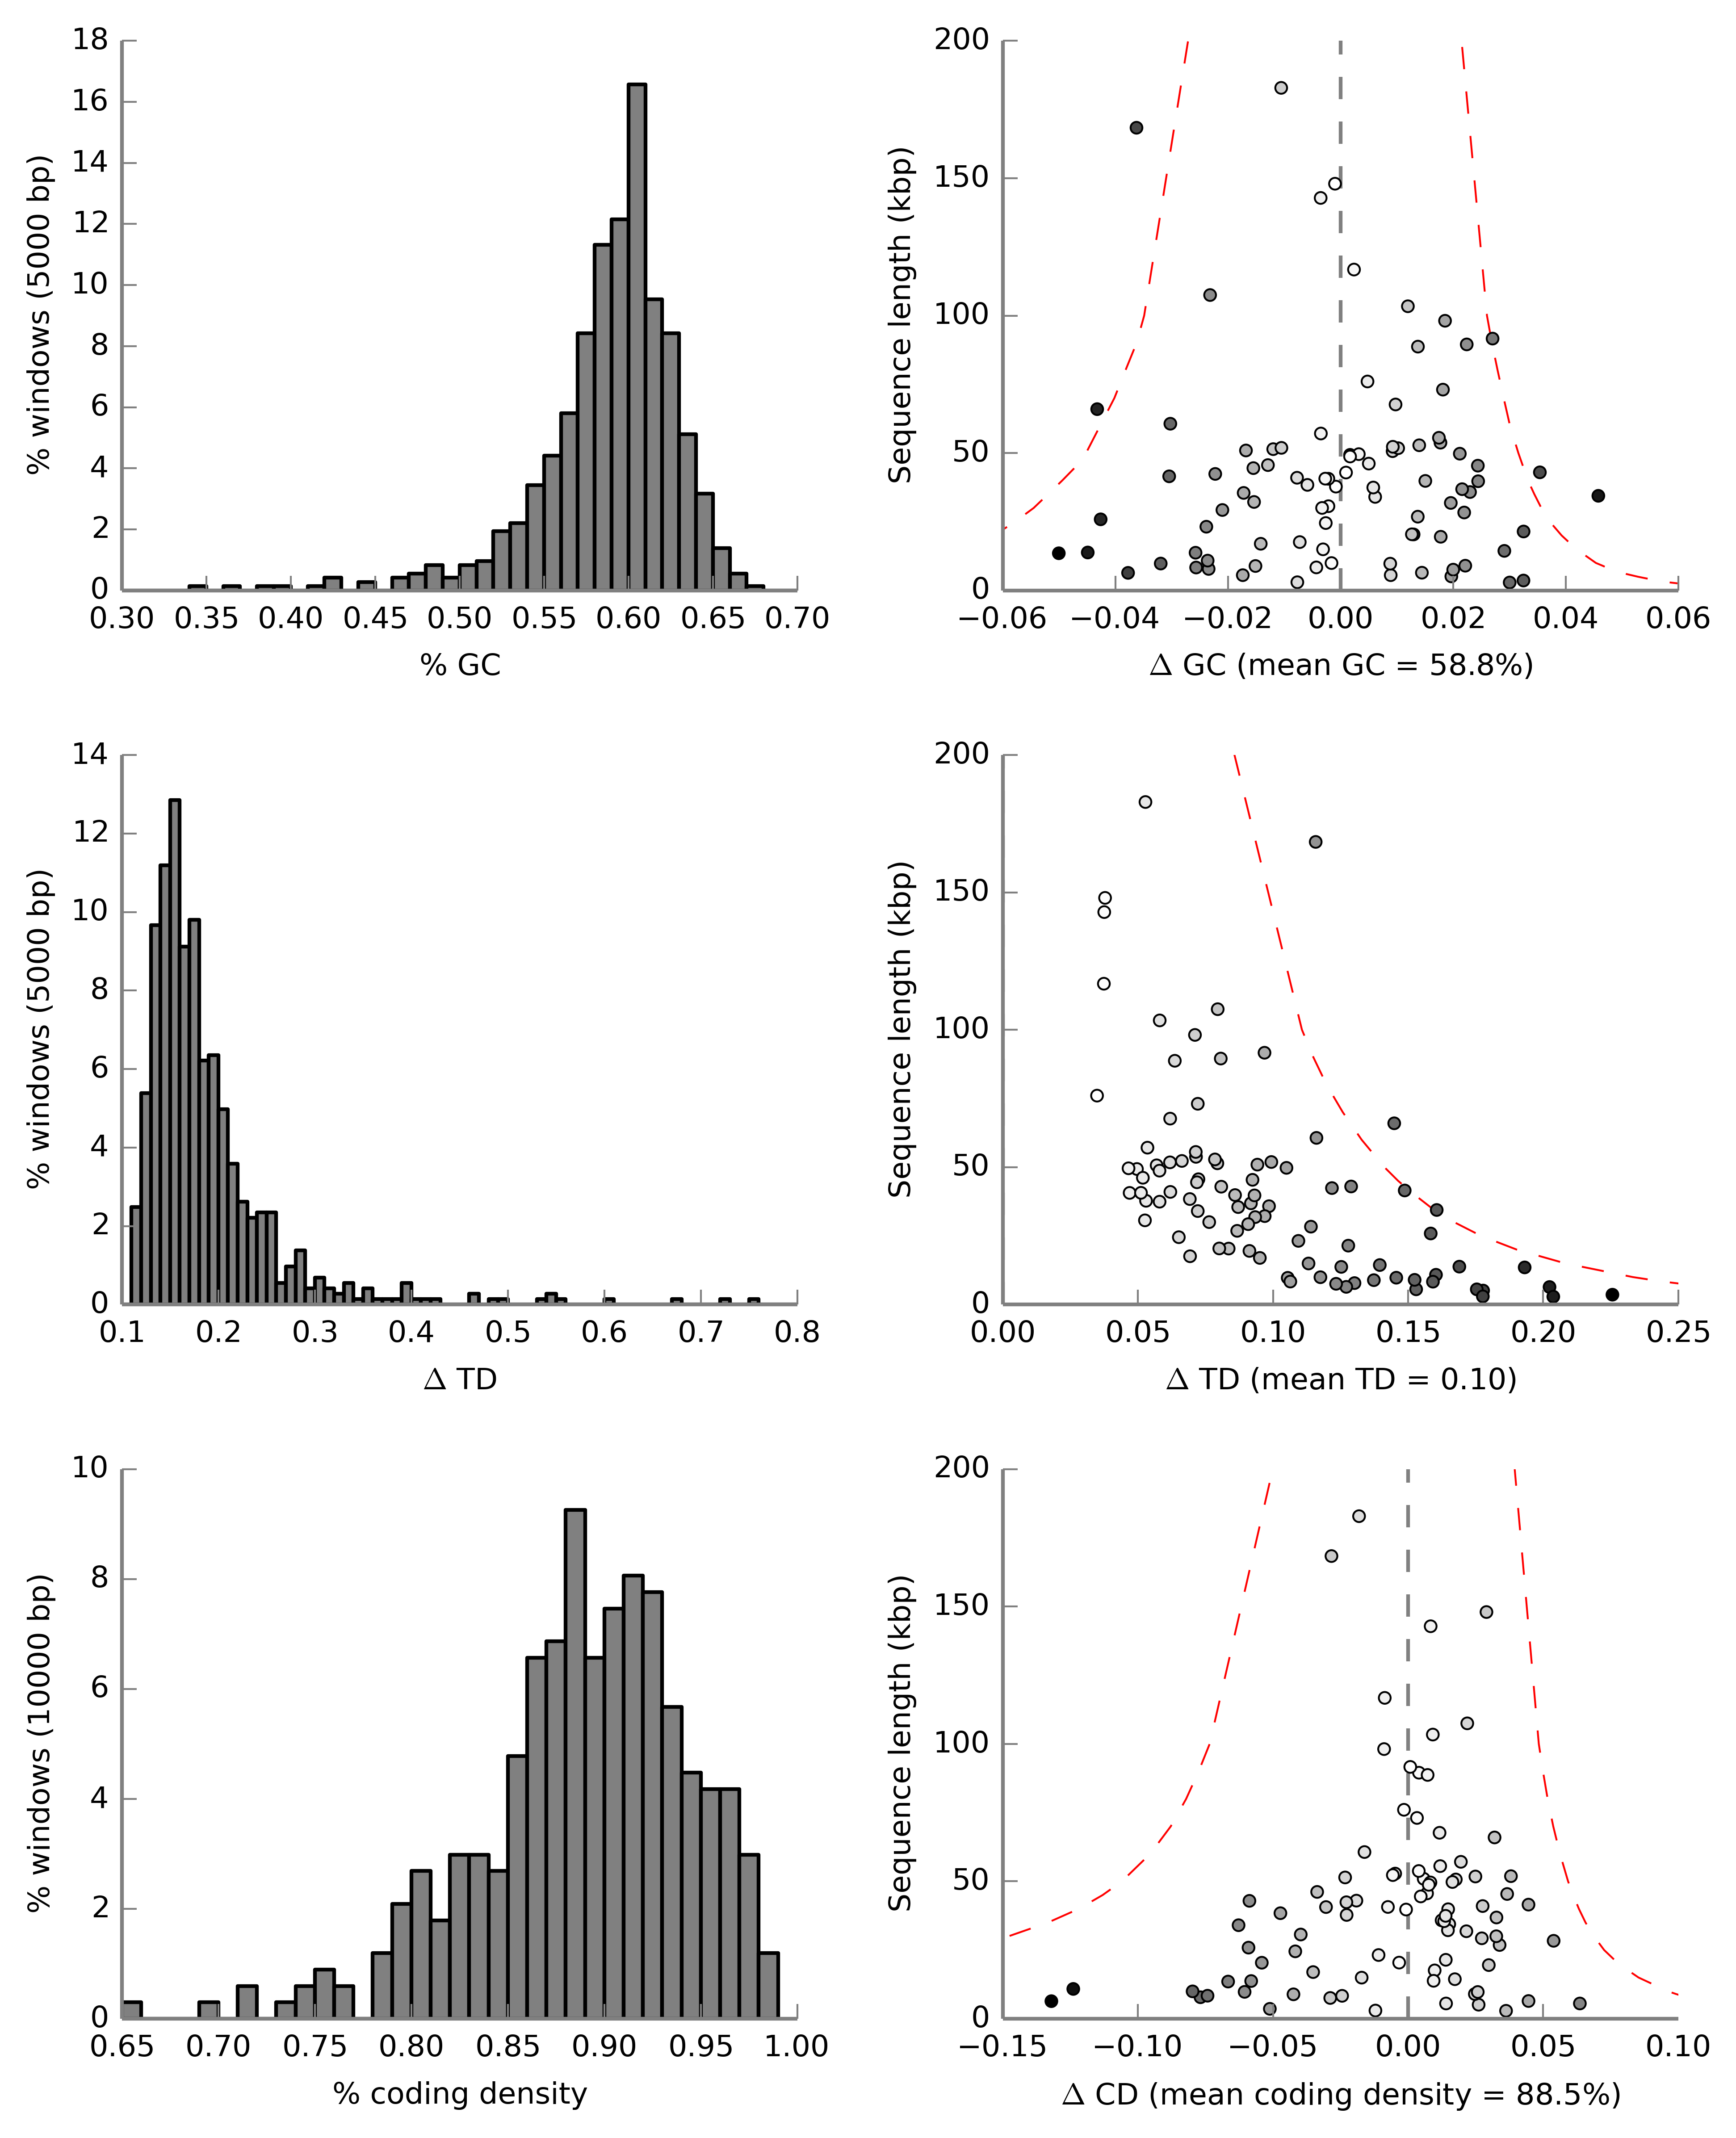 18
16
14
12
10
8
6
4
2
0
% windows (5000 bp)
0.30 0.35 0.40 0.45 0.50 0.55 0.60 0.65 0.70
% GC
200
150
100
50
0
Sequence length (kbp)
−0.06 −0.04 −0.02 0.00 0.02 0.04 0.06
Δ GC (mean GC = 58.8%)
14
12
10
8
6
4
2
0
% windows (5000 bp)
0.1 0.2 0.3 0.4 0.5 0.6 0.7 0.8
Δ TD
200
150
100
50
0
Sequence length (kbp)
0.00 0.05 0.10 0.15 0.20 0.25
Δ TD (mean TD = 0.10)
10
8
6
4
2
0
% windows (10000 bp)
0.65 0.70 0.75 0.80 0.85 0.90 0.95 1.00
% coding density
200
150
100
50
0
Sequence length (kbp)
−0.15 −0.10 −0.05 0.00 0.05 0.10
Δ CD (mean coding density = 88.5%)